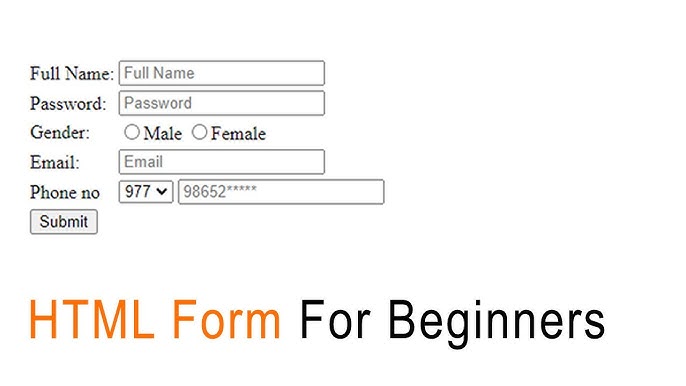 Full Name: Full Name
Password: Password
Gender: Male Female
Email: Email
Phone no 977 98652*****
Submit
HTML Form For Beginners